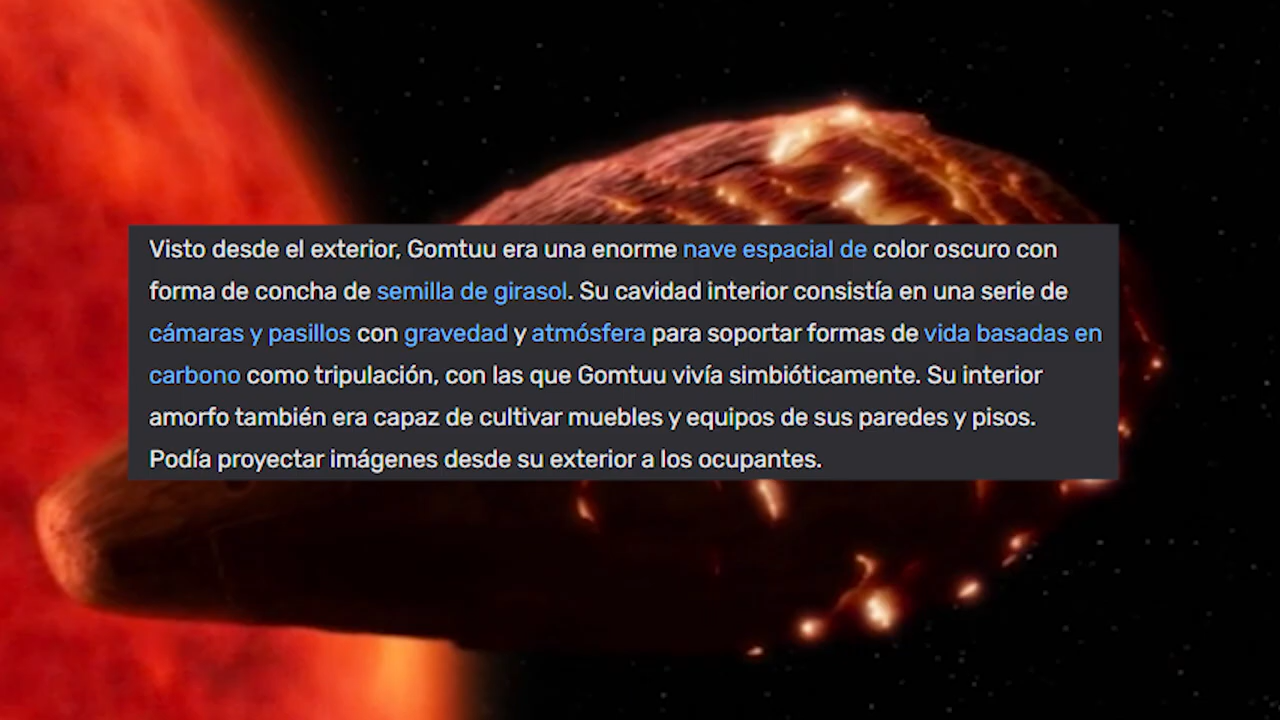 Visto desde el exterior, Gomtuu era una enorme nave espacial de color oscuro con
forma de concha de semilla de girasol. Su cavidad interior consistía en una serie de
cámaras y pasillos con gravedad y atmósfera para soportar formas de vida basadas en
carbono como tripulación, con las que Gomtuu vivía simbióticamente. Su interior
amorfo también era capaz de cultivar muebles y equipos de sus paredes y pisos.
Podía proyectar imágenes desde su exterior a los ocupantes.